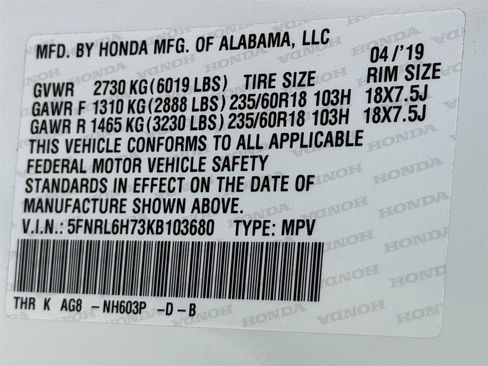 MFD. BY HONDA MFG. OF ALABAMA, LLC 04/'19
GVWR 2730 KG (6019 LBS) TIRE SIZE RIM SIZE
GAWR F 1310 KG (2888 LBS) 235/60R18 103H 18X7.5J
GAWR R 1465 KG (3230 LBS) 235/60R18 103H 18X7.5J
THIS VEHICLE CONFORMS TO ALL APPLICABLE
FEDERAL MOTOR VEHICLE SAFETY
STANDARDS IN EFFECT ON THE DATE OF
MANUFACTURE SHOWN ABOVE.
V.I.N.: 5FNRL6H73KB103680 TYPE: MPV
THR K AG8 -NH603P -D-B